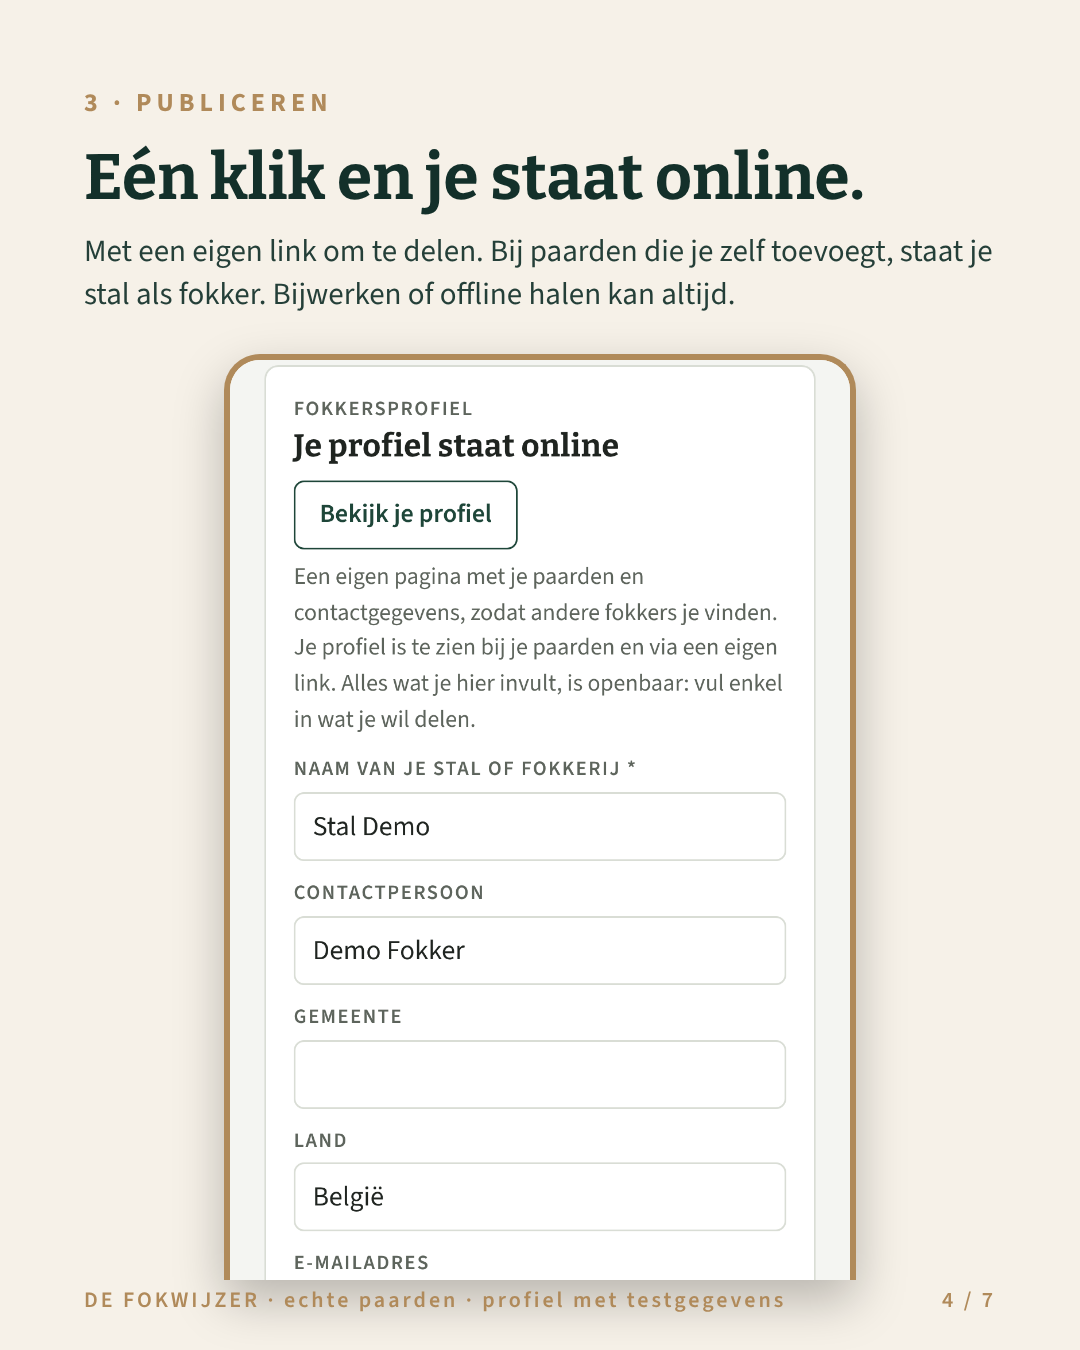 3 · PUBLICEREN
Eén klik en je staat online.
Met een eigen link om te delen. Bij paarden die je zelf toevoegt, staat je
stal als fokker. Bijwerken of offline halen kan altijd.
FOKKERSPROFIEL
Je profiel staat online
Bekijk je profiel
Een eigen pagina met je paarden en
contactgegevens, zodat andere fokkers je vinden.
Je profiel is te zien bij je paarden en via een eigen
link. Alles wat je hier invult, is openbaar: vul enkel
in wat je wil delen.
NAAM VAN JE STAL OF FOKKERIJ *
Stal Demo
CONTACTPERSOON
Demo Fokker
GEMEENTE
LAND
België
E-MAILADRES
DE FOKWIJZER · echte paarden · profiel met testgegevens
4 / 7